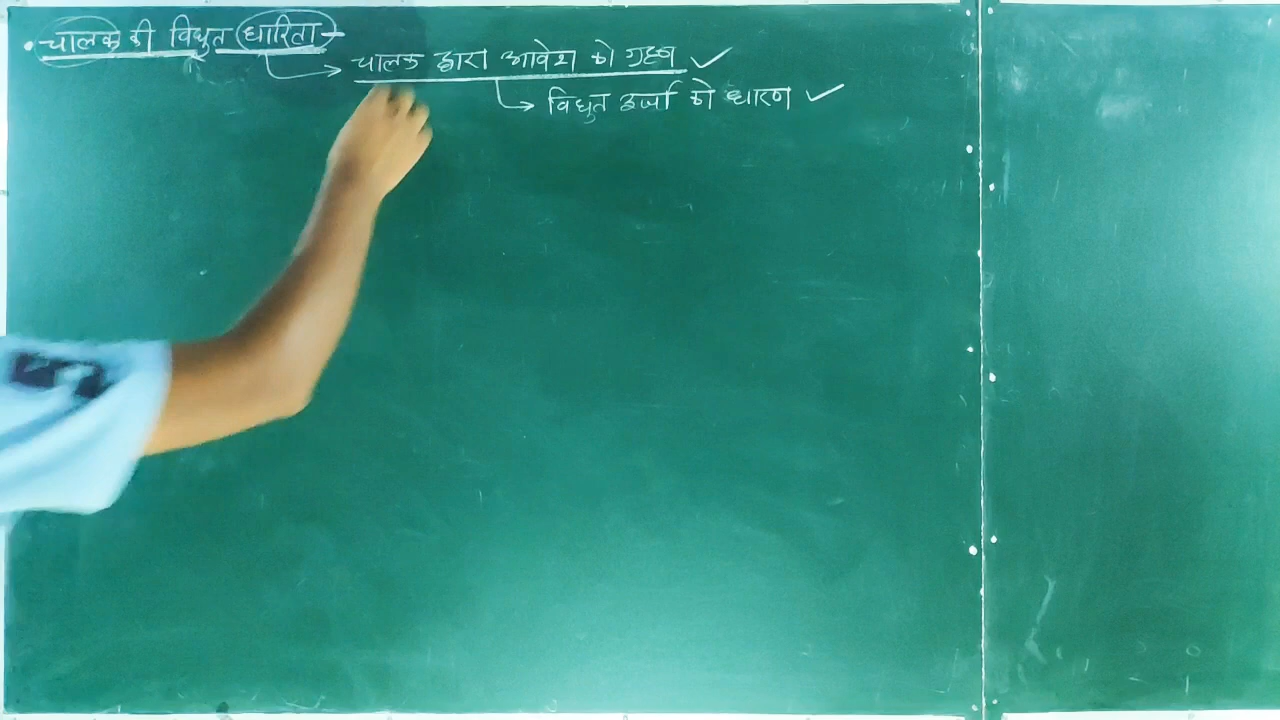 • चालक की विद्युत धारिता -
चालक द्वारा आवेश को ग्रहण ✓
विद्युत ऊर्जा को धारण ✓